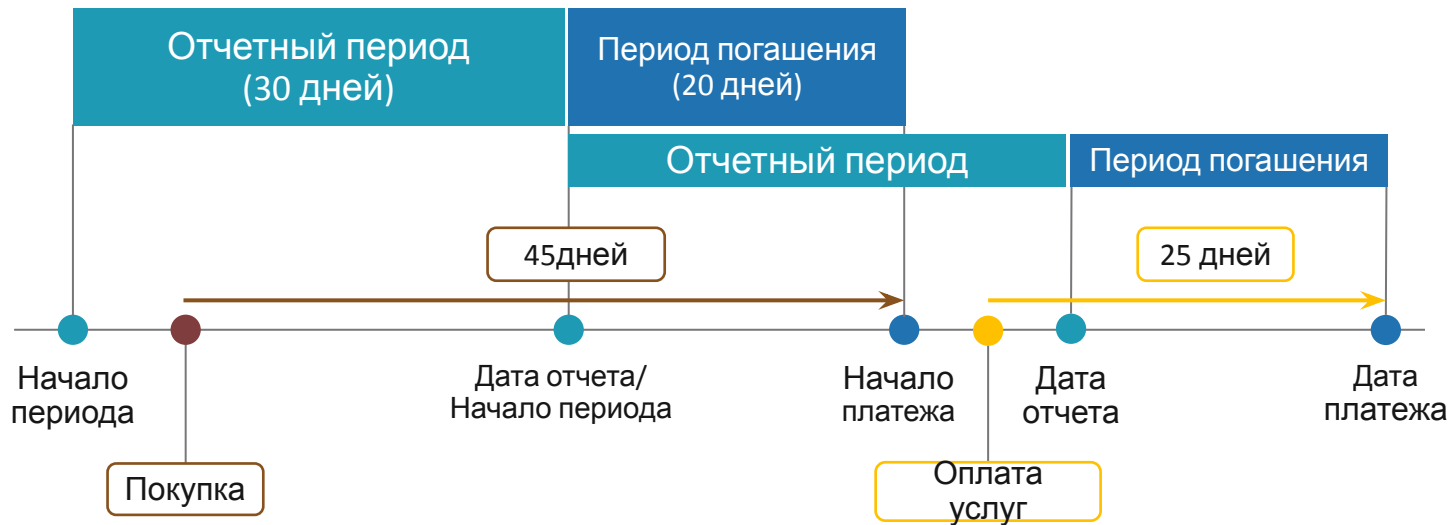 Отчетный период
(30 дней)
Период погашения
(20 дней)
Отчетный период
Период погашения
45дней
25 дней
Начало
периода
Дата отчета/
Начало периода
Начало
платежа
Дата
отчета
Дата
платежа
Покупка
Оплата
услуг